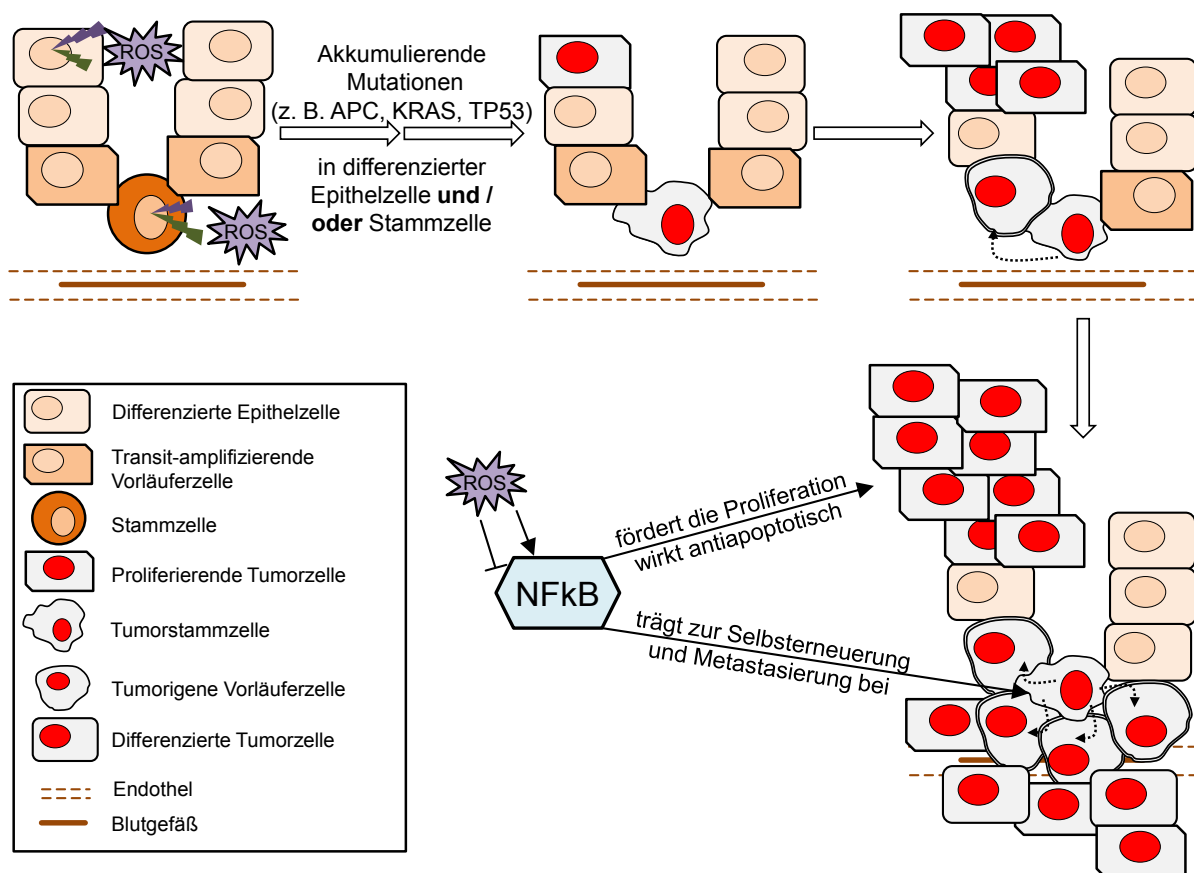 ROS
Akkumulierende
Mutationen
(z. B. APC, KRAS, TP53)
in differenzierter
Epithelzelle und /
oder Stammzelle
ROS
Differenzierte Epithelzelle
Transit-amplifizierende
Vorläuferzelle
Stammzelle
Proliferierende Tumorzelle
Tumorstammzelle
Tumorigene Vorläuferzelle
Differenzierte Tumorzelle
Endothel
Blutgefäß
ROS
NFkB
fördert die Proliferation
wirkt antiapoptotisch
trägt zur Selbsterneuerung
und Metastasierung bei